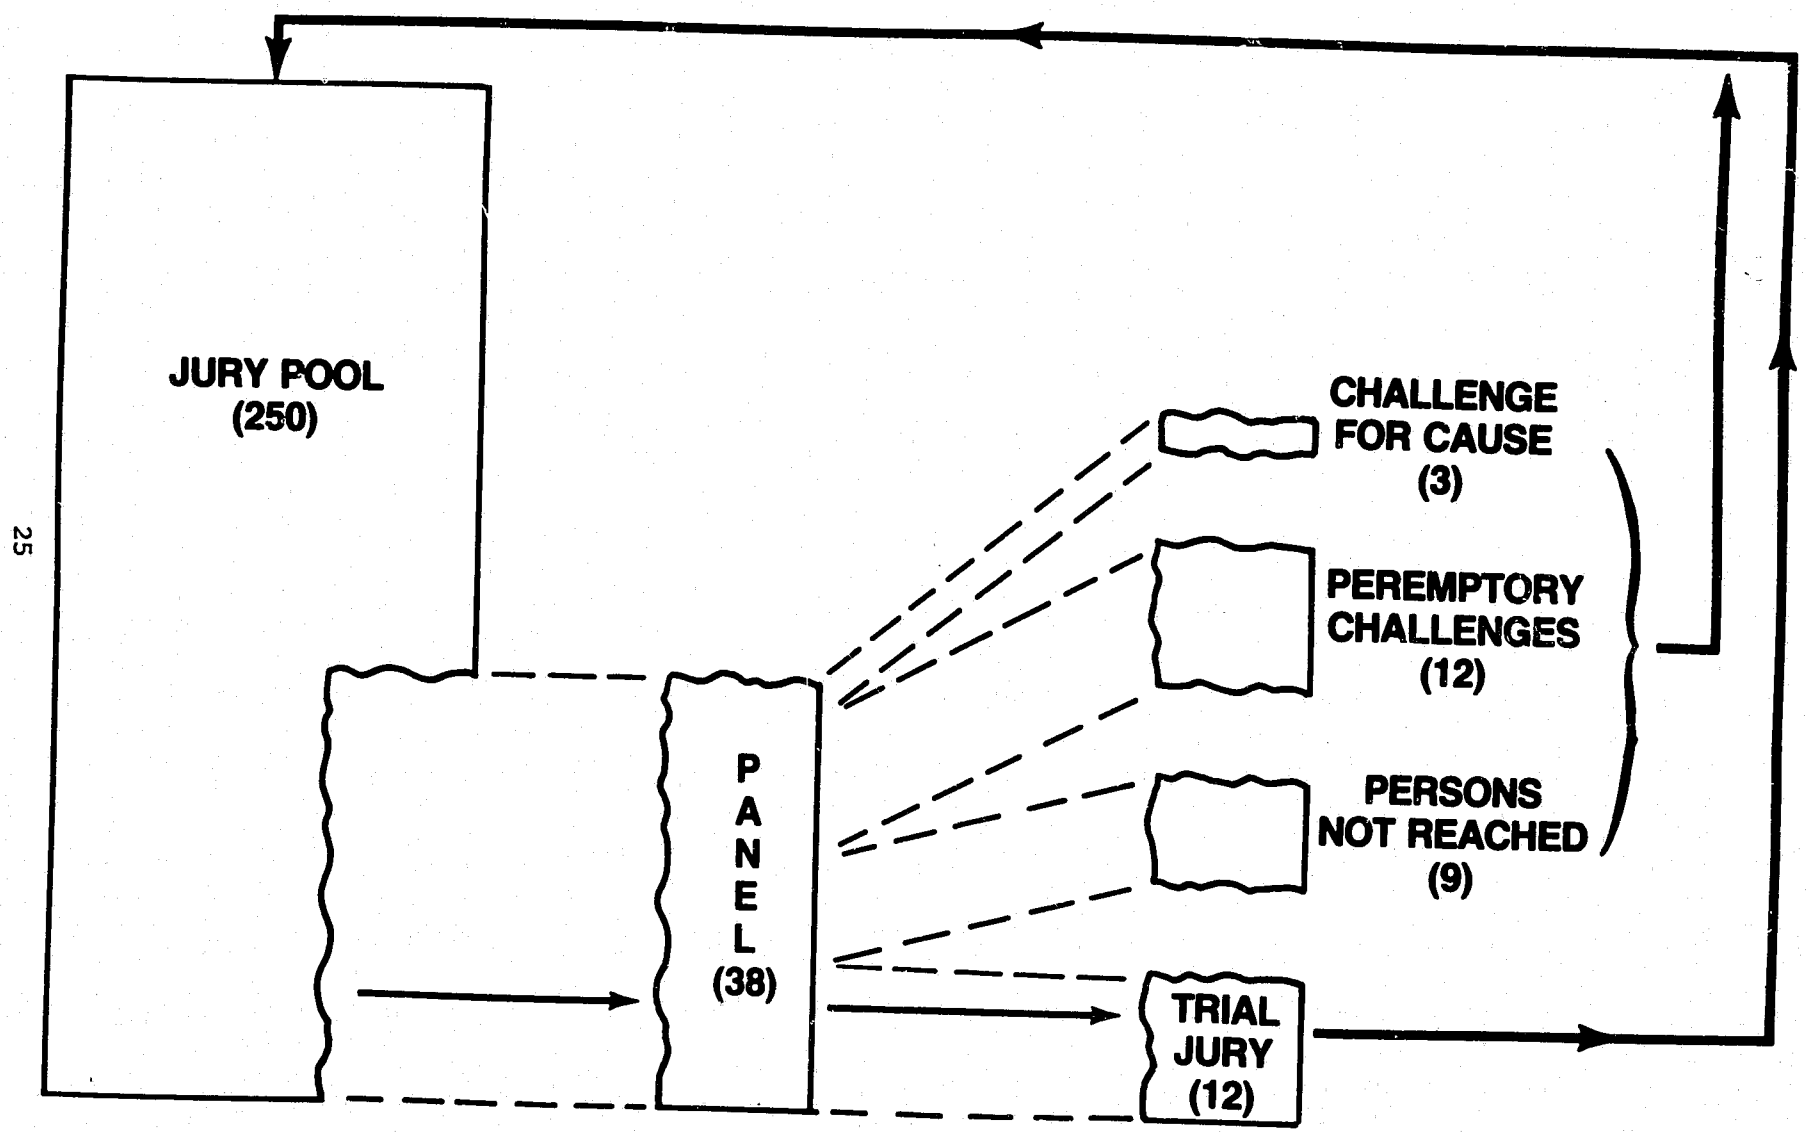 JURY POOL
(250)
25
P
A
N
E
L
(38)
CHALLENGE
FOR CAUSE
(3)
PEREMPTORY
CHALLENGES
(12)
PERSONS
NOT REACHED
(9)
TRIAL
JURY
(12)